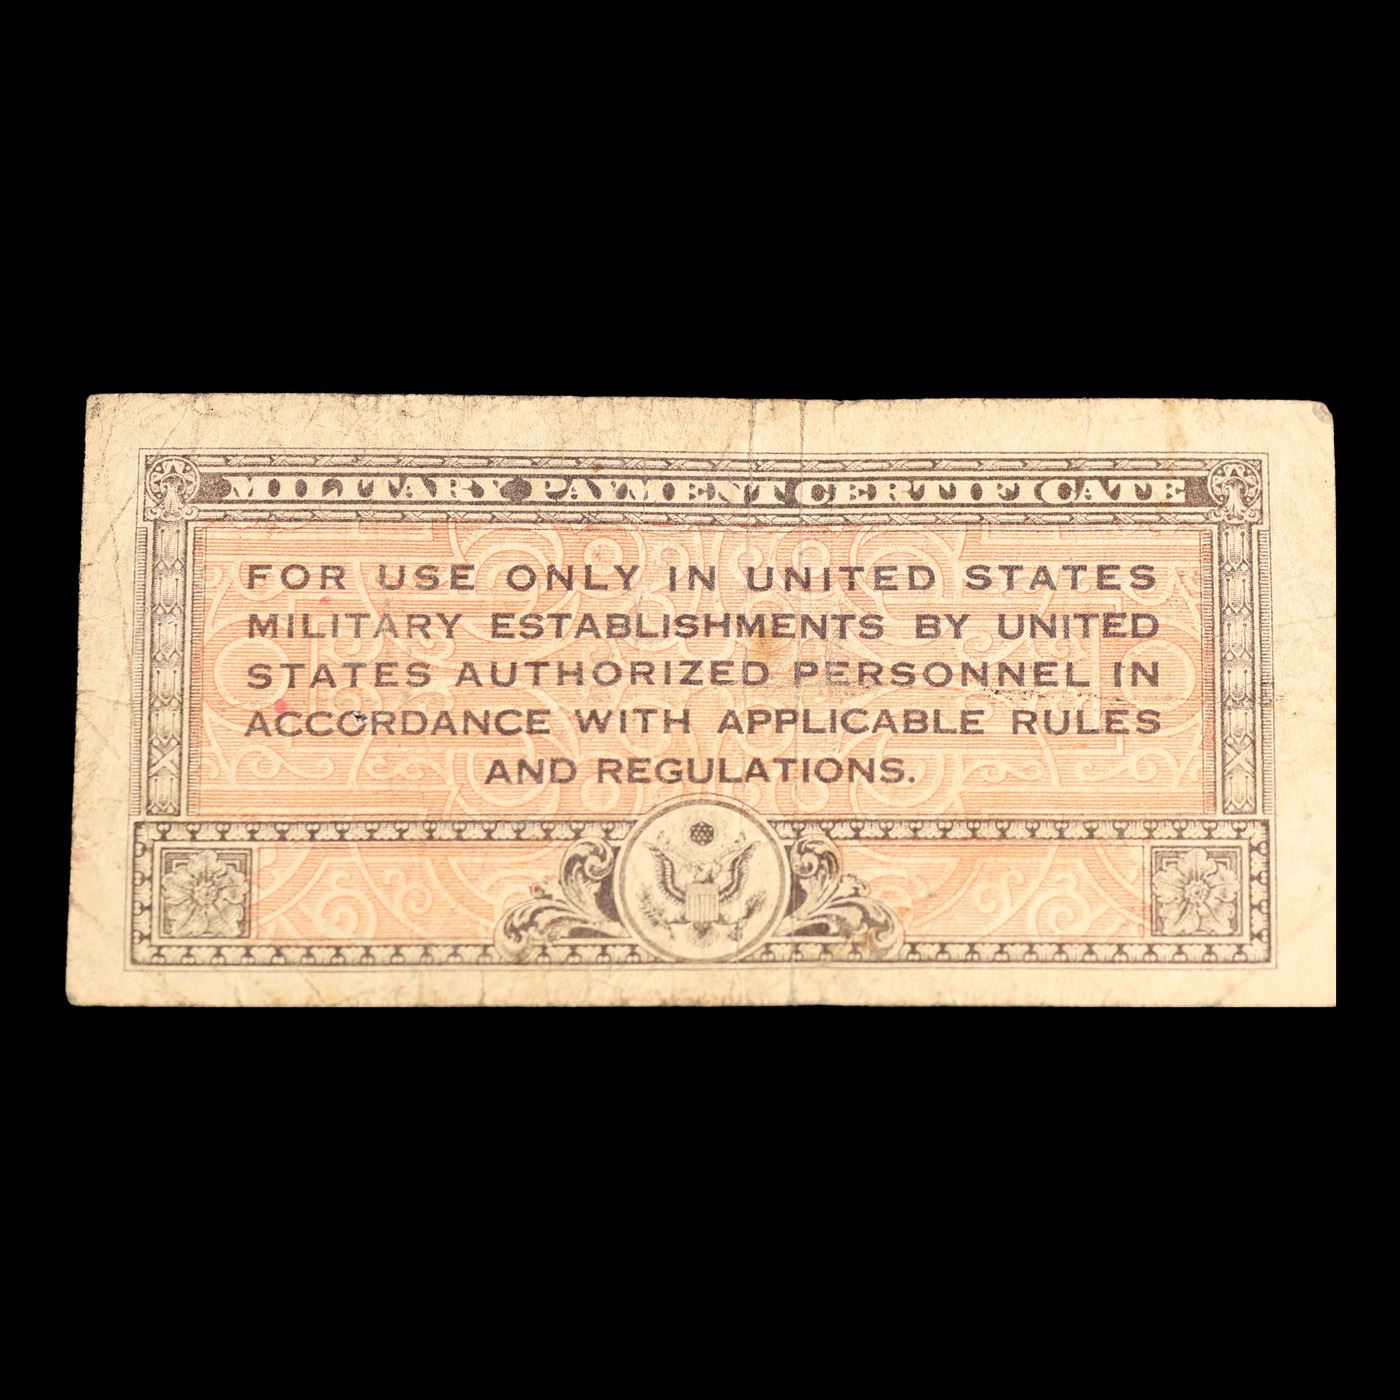 MILITARY PAYMENT CERTIFICATE
FOR USE ONLY IN UNITED STATES
MILITARY ESTABLISHMENTS BY UNITED
STATES AUTHORIZED PERSONNEL IN
ACCORDANCE WITH APPLICABLE RULES
AND REGULATIONS.